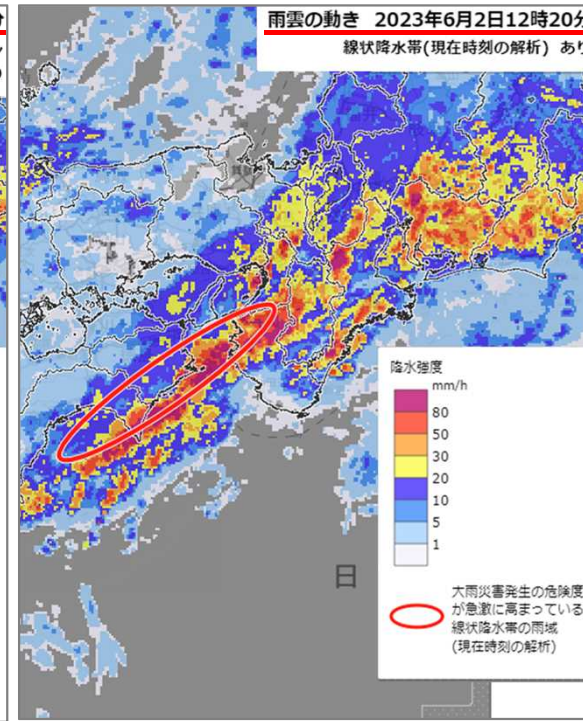 雨雲の動き 2023年6月2日12時20分
線状降水帯(現在時刻の解析) あり
降水強度
mm/h
80
50
30
20
10
5
1
日
大雨災害発生の危険度
が急激に高まっている
線状降水帯の雨域
(現在時刻の解析)